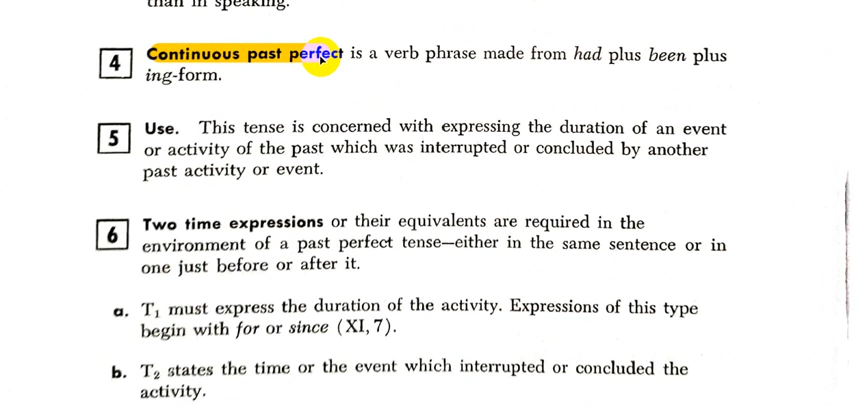 than in speaking.
4 Continuous past perfect is a verb phrase made from had plus been plus
ing-form.
5 Use. This tense is concerned with expressing the duration of an event
or activity of the past which was interrupted or concluded by another
past activity or event.
6 Two time expressions or their equivalents are required in the
environment of a past perfect tense—either in the same sentence or in
one just before or after it.
a. T₁ must express the duration of the activity. Expressions of this type
begin with for or since (XI, 7).
b. T₂ states the time or the event which interrupted or concluded the
activity.